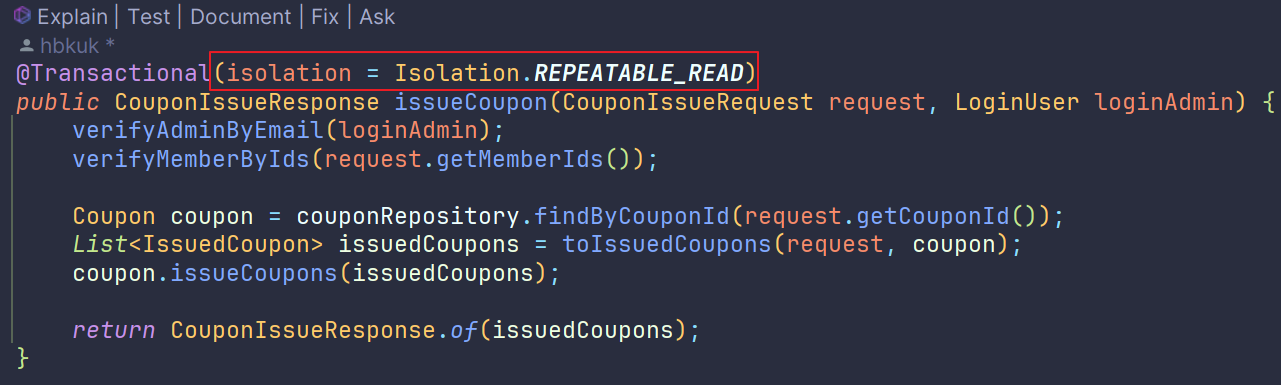 Explain | Test | Document | Fix | Ask
hbkuk *
@Transactional(isolation = Isolation.REPEATABLE_READ)
public CouponIssueResponse issueCoupon(CouponIssueRequest request, LoginUser loginAdmin) {
    verifyAdminByEmail(loginAdmin);
    verifyMemberByIds(request.getMemberIds());

    Coupon coupon = couponRepository.findByCouponId(request.getCouponId());
    List<IssuedCoupon> issuedCoupons = toIssuedCoupons(request, coupon);
    coupon.issueCoupons(issuedCoupons);

    return CouponIssueResponse.of(issuedCoupons);
}